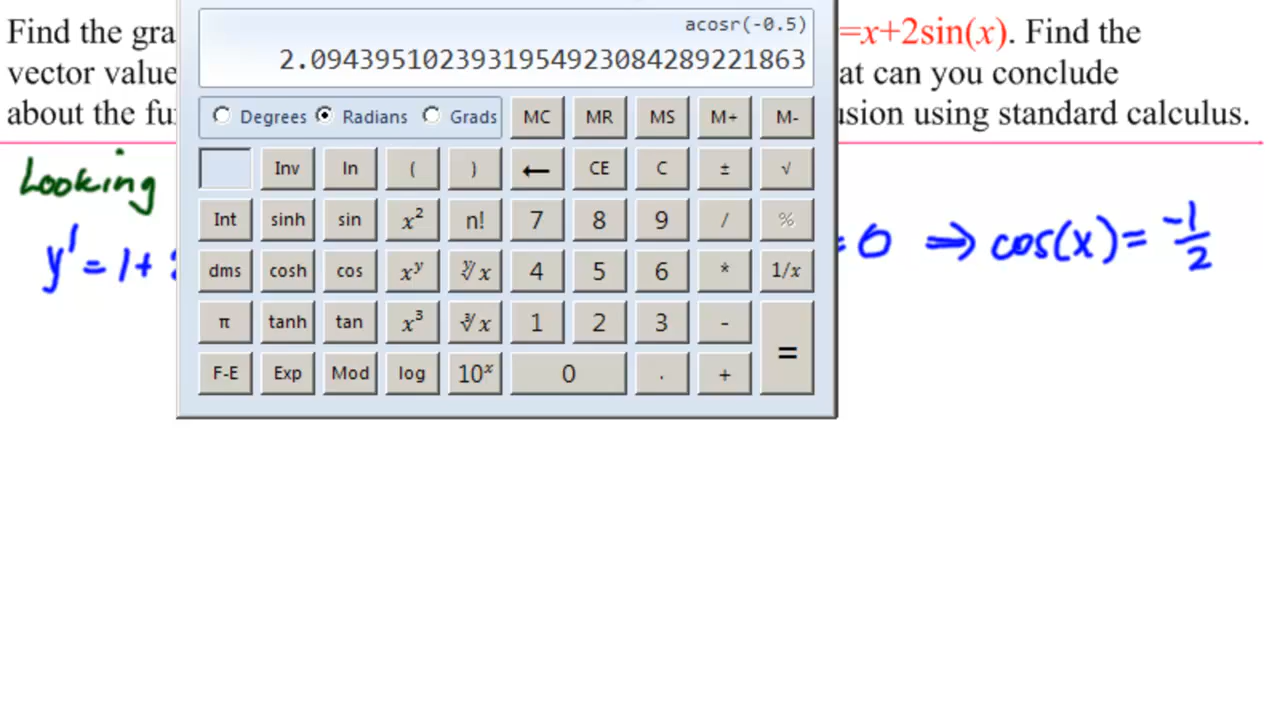 Find the gra =x+2sin(x). Find the
vector value at can you conclude
about the fu usion using standard calculus.
acosr(-0.5)
2.0943951023931954923084289221863
Degrees Radians Grads MC MR MS M+ M-
Inv ln ( ) ← CE C ± √
Int sinh sin x² n! 7 8 9 / %
dms cosh cos xʸ ʸ√x 4 5 6 * 1/x
π tanh tan x³ ³√x 1 2 3 - =
F-E Exp Mod log 10ˣ 0 . +
Looking
y' = 1 + = 0 ⇒ cos(x) = -1/2